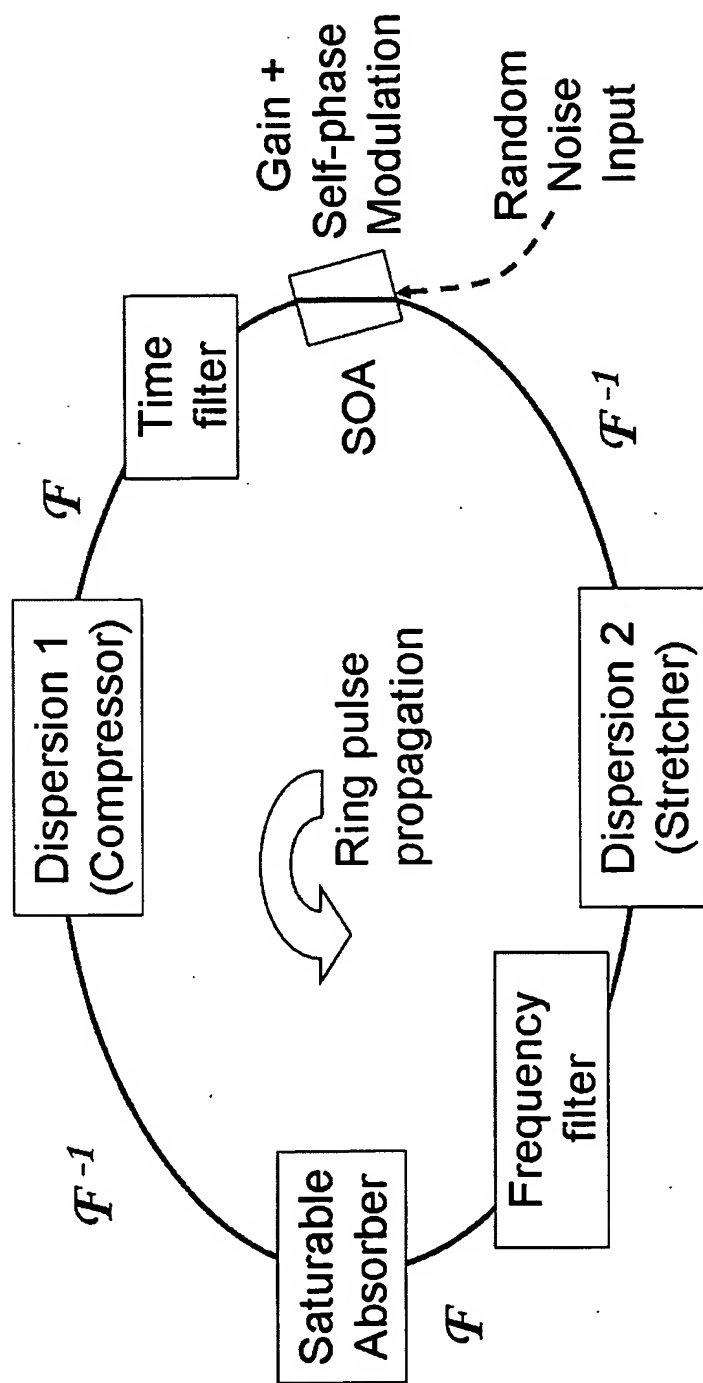 Dispersion 1
(Compressor)
ℱ
Time
filter
Gain +
Self-phase
Modulation
SOA
Random
Noise
Input
ℱ⁻¹
Dispersion 2
(Stretcher)
Frequency
filter
ℱ
Saturable
Absorber
ℱ⁻¹
Ring pulse
propagation